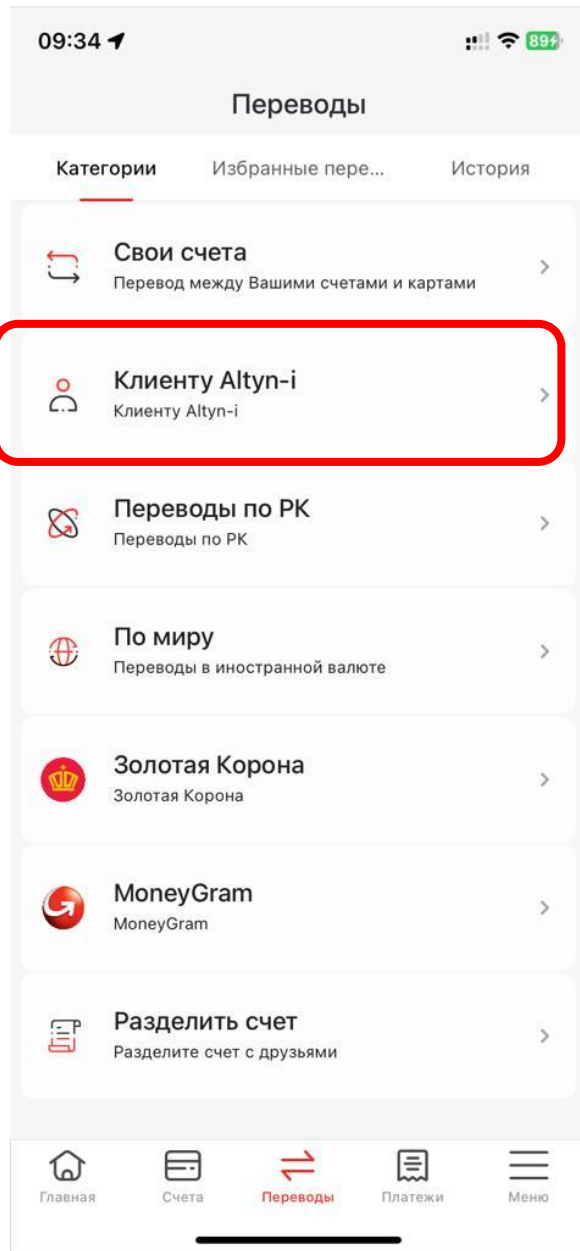 09:34
89
Переводы
Категории
Избранные пере...
История
Свои счета
Перевод между Вашими счетами и картами
Клиенту Altyn-i
Клиенту Altyn-i
Переводы по РК
Переводы по РК
По миру
Переводы в иностранной валюте
Золотая Корона
Золотая Корона
MoneyGram
MoneyGram
Разделить счет
Разделите счет с друзьями
Главная
Счета
Переводы
Платежи
Меню